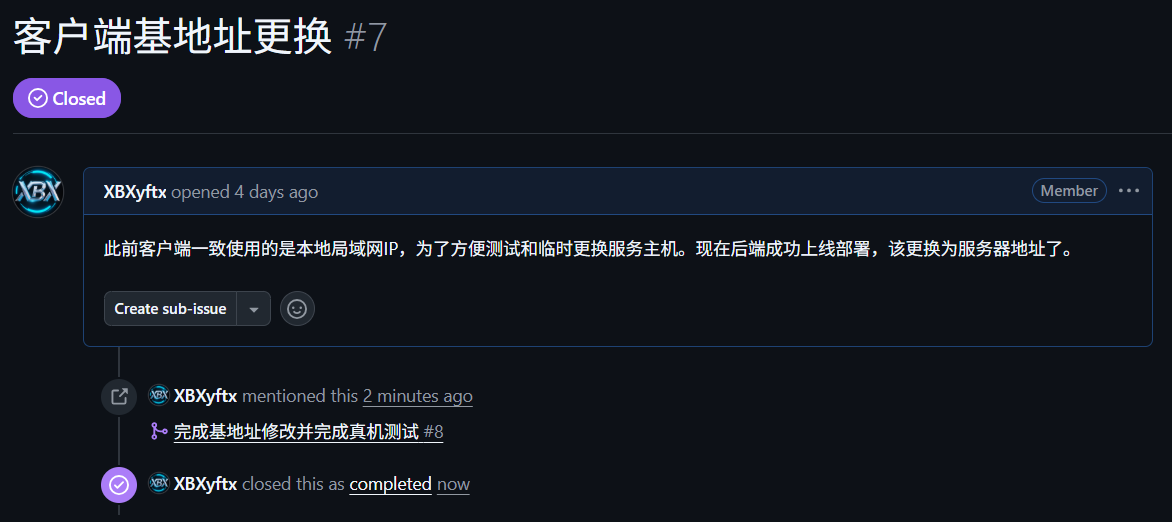 客户端基地址更换 #7
Closed
XBX
XBXyftx opened 4 days ago Member
此前客户端一致使用的是本地局域网IP，为了方便测试和临时更换服务主机。现在后端成功上线部署，该更换为服务器地址了。
Create sub-issue
XBX XBXyftx mentioned this 2 minutes ago
完成基地址修改并完成真机测试 #8
XBX XBXyftx closed this as completed now